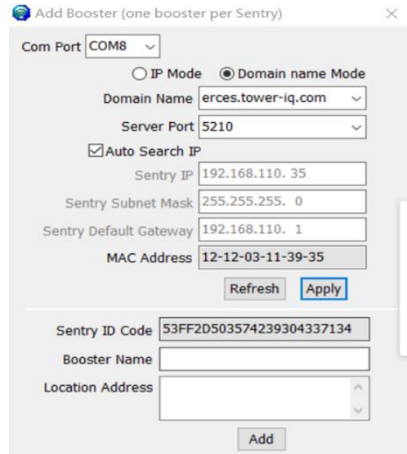 Add Booster (one booster per Sentry)
Com Port COM8
IP Mode Domain name Mode
Domain Name erces.tower-iq.com
Server Port 5210
Auto Search IP
Sentry IP 192.168.110. 35
Sentry Subnet Mask 255.255.255. 0
Sentry Default Gateway 192.168.110. 1
MAC Address 12-12-03-11-39-35
Refresh Apply
Sentry ID Code 53FF2D503574239304337134
Booster Name
Location Address
Add